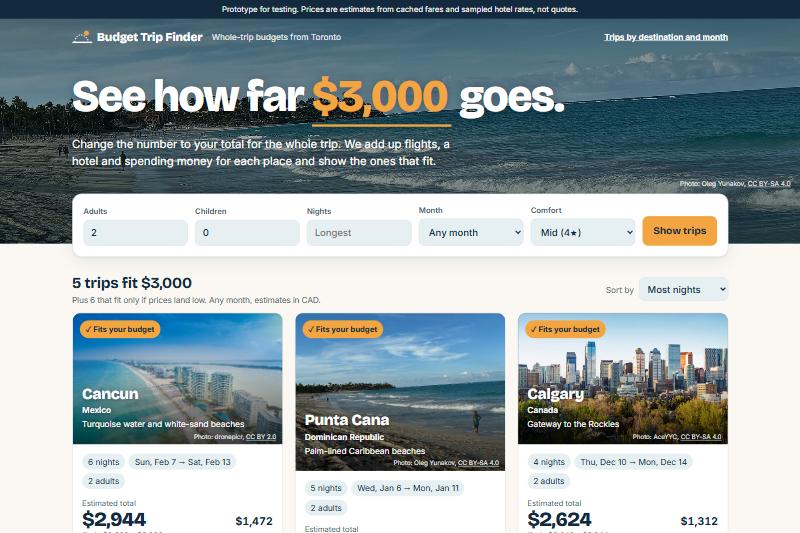 Prototype for testing. Prices are estimates from cached fares and sampled hotel rates, not quotes.
Budget Trip Finder
Whole-trip budgets from Toronto
Trips by destination and month
See how far $3,000 goes.
Change the number to your total for the whole trip. We add up flights, a
hotel and spending money for each place and show the ones that fit.
Photo: Oleg Yunakov, CC BY-SA 4.0
Adults
Children
Nights
Month
Comfort
2
0
Longest
Any month
Mid (4★)
Show trips
5 trips fit $3,000
Plus 6 that fit only if prices land low. Any month, estimates in CAD.
Sort by
Most nights
✓ Fits your budget
Cancun
Mexico
Turquoise water and white-sand beaches
Photo: dronepicr, CC BY 2.0
6 nights
Sun, Feb 7 → Sat, Feb 13
2 adults
Estimated total
$2,944
$1,472
✓ Fits your budget
Punta Cana
Dominican Republic
Palm-lined Caribbean beaches
Photo: Oleg Yunakov, CC BY-SA 4.0
5 nights
Wed, Jan 6 → Mon, Jan 11
2 adults
Estimated total
✓ Fits your budget
Calgary
Canada
Gateway to the Rockies
Photo: AceYYC, CC BY-SA 4.0
4 nights
Thu, Dec 10 → Mon, Dec 14
2 adults
Estimated total
$2,624
$1,312